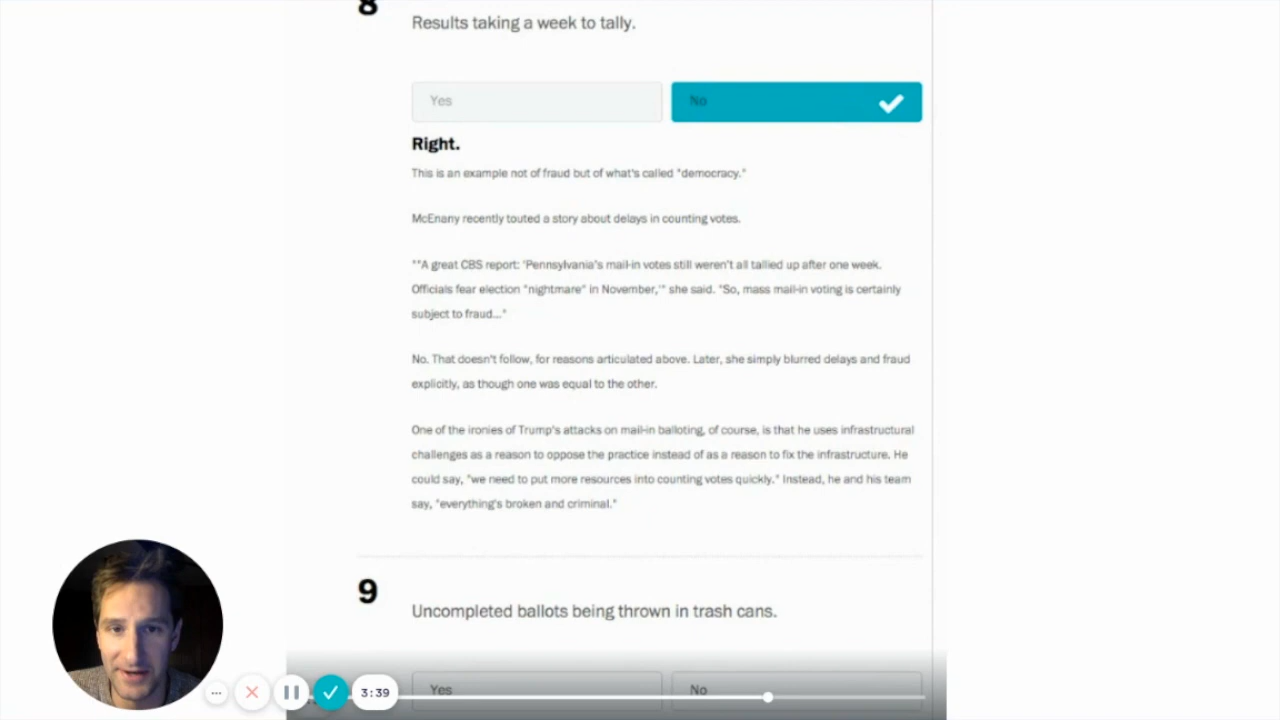 8
Results taking a week to tally.
Yes
No
Right.
This is an example not of fraud but of what's called "democracy."
McEnany recently touted a story about delays in counting votes.
"'A great CBS report: 'Pennsylvania's mail-in votes still weren't all tallied up after one week.
Officials fear election "nightmare" in November,'" she said. "So, mass mail-in voting is certainly
subject to fraud..."
No. That doesn't follow, for reasons articulated above. Later, she simply blurred delays and fraud
explicitly, as though one was equal to the other.
One of the ironies of Trump's attacks on mail-in balloting, of course, is that he uses infrastructural
challenges as a reason to oppose the practice instead of as a reason to fix the infrastructure. He
could say, "we need to put more resources into counting votes quickly." Instead, he and his team
say, "everything's broken and criminal."
9
Uncompleted ballots being thrown in trash cans.
Yes
No
3:39